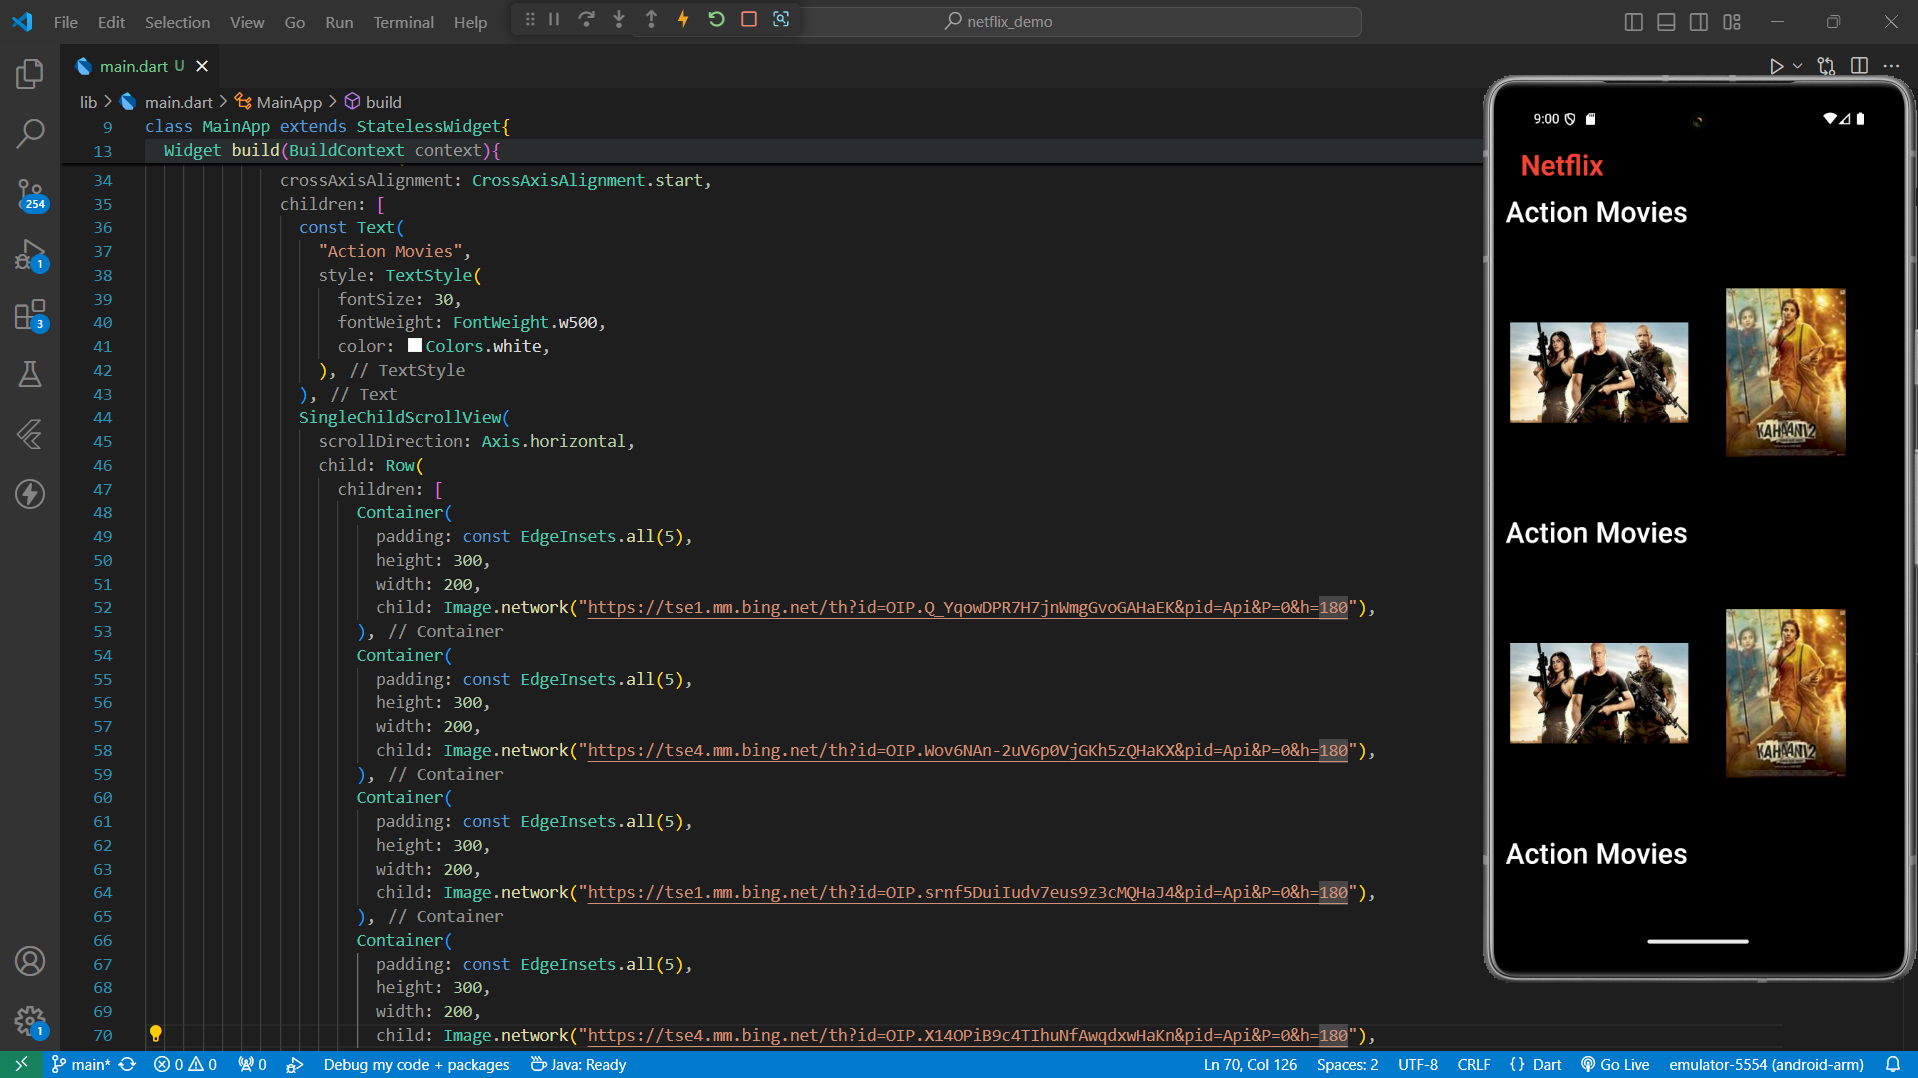 File Edit Selection View Go Run Terminal Help
netflix_demo
main.dart U
lib > main.dart > MainApp > build
9 class MainApp extends StatelessWidget{
13 Widget build(BuildContext context){
34 crossAxisAlignment: CrossAxisAlignment.start,
35 children: [
36 const Text(
37 "Action Movies",
38 style: TextStyle(
39 fontSize: 30,
40 fontWeight: FontWeight.w500,
41 color: Colors.white,
42 ), // TextStyle
43 ), // Text
44 SingleChildScrollView(
45 scrollDirection: Axis.horizontal,
46 child: Row(
47 children: [
48 Container(
49 padding: const EdgeInsets.all(5),
50 height: 300,
51 width: 200,
52 child: Image.network("https://tse1.mm.bing.net/th?id=OIP.Q_YqowDPR7H7jnWmgGvoGAHaEK&pid=Api&P=0&h=180"),
53 ), // Container
54 Container(
55 padding: const EdgeInsets.all(5),
56 height: 300,
57 width: 200,
58 child: Image.network("https://tse4.mm.bing.net/th?id=OIP.Wov6NAn-2uV6p0VjGKh5zQHaKX&pid=Api&P=0&h=180"),
59 ), // Container
60 Container(
61 padding: const EdgeInsets.all(5),
62 height: 300,
63 width: 200,
64 child: Image.network("https://tse1.mm.bing.net/th?id=OIP.srnf5DuiIudv7eus9z3cMQHaJ4&pid=Api&P=0&h=180"),
65 ), // Container
66 Container(
67 padding: const EdgeInsets.all(5),
68 height: 300,
69 width: 200,
70 child: Image.network("https://tse4.mm.bing.net/th?id=OIP.X14OPiB9c4TIhuNfAwqdxwHaKn&pid=Api&P=0&h=180"),
254
1
3
1
9:00
Netflix
Action Movies
KAHAANI 2
Action Movies
KAHAANI 2
Action Movies
main* 0 0 0 Debug my code + packages Java: Ready Ln 70, Col 126 Spaces: 2 UTF-8 CRLF {} Dart Go Live emulator-5554 (android-arm)